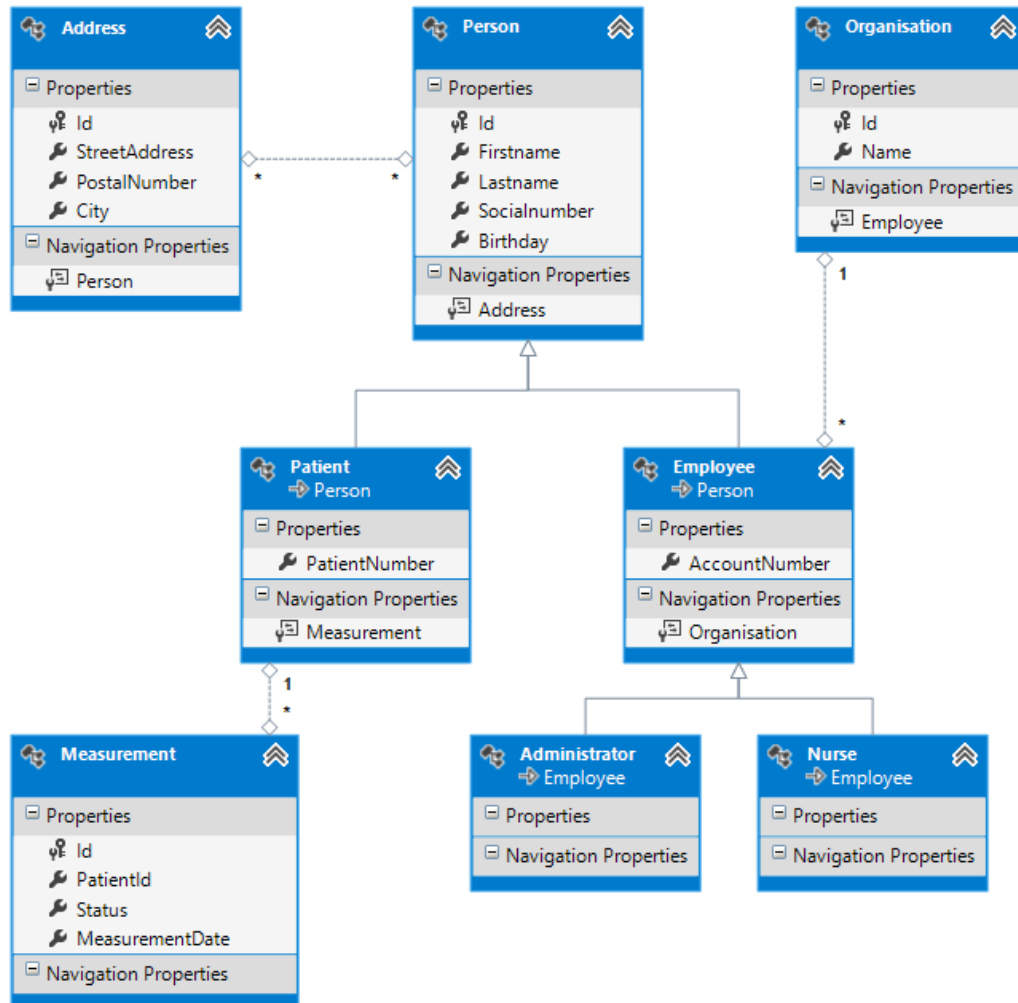 Address
Properties
Id
StreetAddress
PostalNumber
City
Navigation Properties
Person
*
*
Person
Properties
Id
Firstname
Lastname
Socialnumber
Birthday
Navigation Properties
Address
Organisation
Properties
Id
Name
Navigation Properties
Employee
1
*
Patient
Person
Properties
PatientNumber
Navigation Properties
Measurement
1
*
Employee
Person
Properties
AccountNumber
Navigation Properties
Organisation
Measurement
Properties
Id
PatientId
Status
MeasurementDate
Navigation Properties
Administrator
Employee
Properties
Navigation Properties
Nurse
Employee
Properties
Navigation Properties